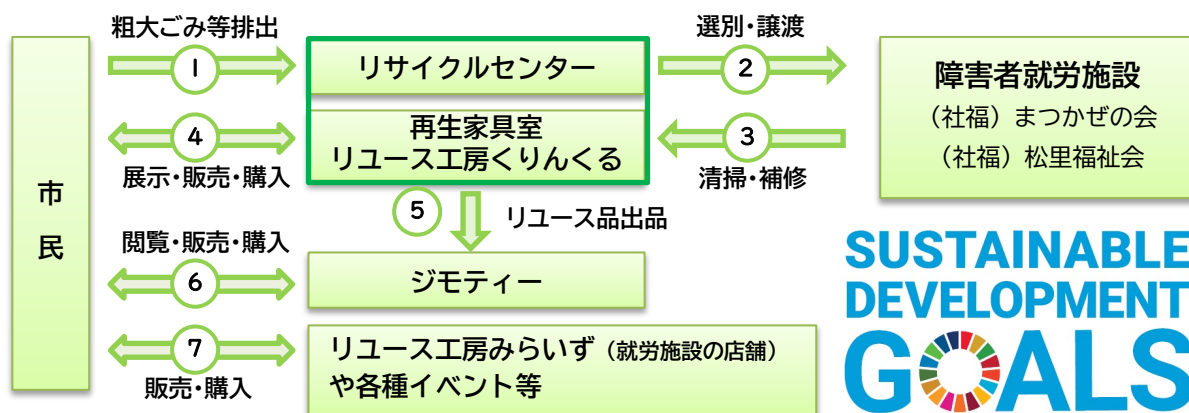 粗大ごみ等排出
①
リサイクルセンター
選別・譲渡
②
障害者就労施設
（社福）まつかぜの会
（社福）松里福祉会
市民
④
展示・販売・購入
再生家具室
リユース工房くりんくる
③
清掃・補修
⑤
リユース品出品
閲覧・販売・購入
⑥
ジモティー
⑦
販売・購入
リユース工房みらいず（就労施設の店舗）
や各種イベント等
SUSTAINABLE
DEVELOPMENT
GOALS